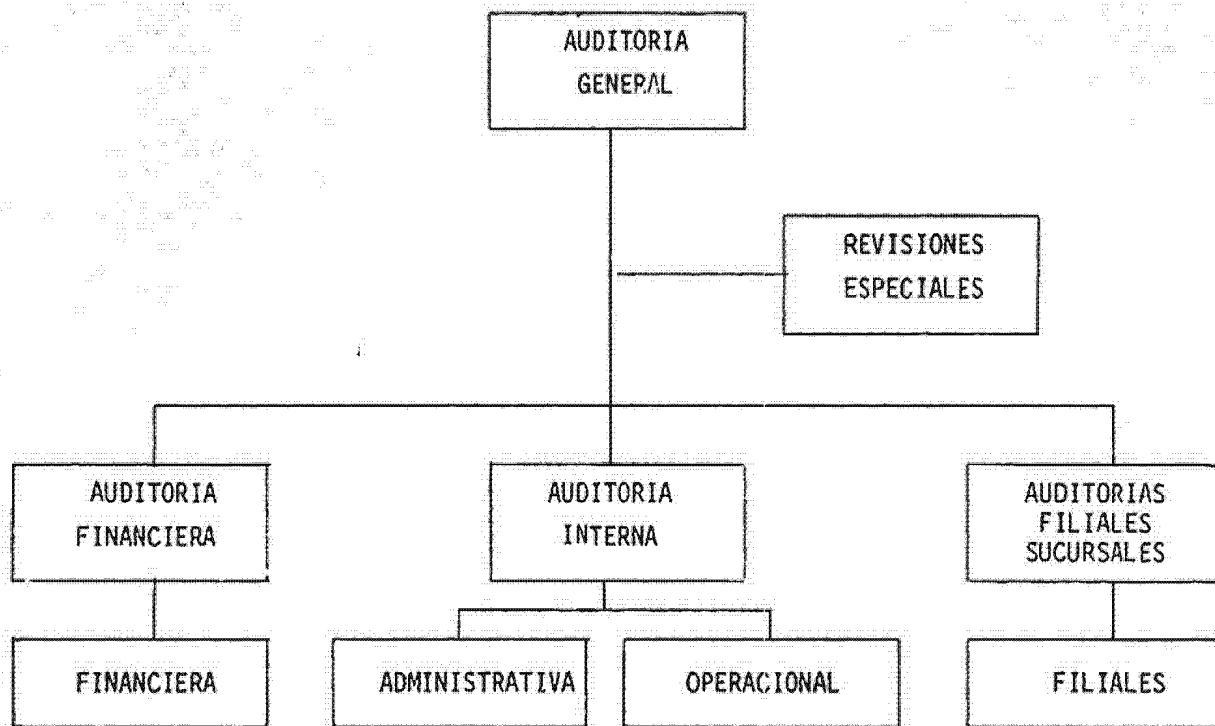 AUDITORIA
GENERAL
REVISIONES
ESPECIALES
AUDITORIA
FINANCIERA
AUDITORIA
INTERNA
AUDITORIAS
FILIALES
SUCURSALES
FINANCIERA
ADMINISTRATIVA
OPERACIONAL
FILIALES